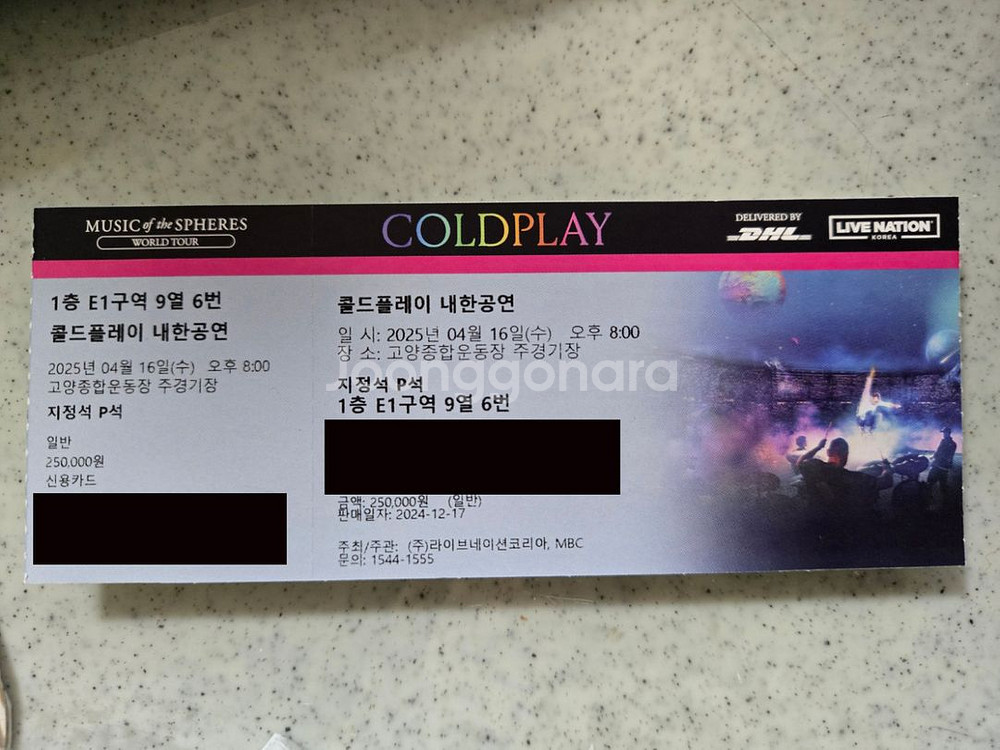 MUSIC of the SPHERES
WORLD TOUR
COLDPLAY
DELIVERED BY
DHL
LIVE NATION
KOREA
1층 E1구역 9열 6번
콜드플레이 내한공연
2025년 04월 16일(수) 오후 8:00
고양종합운동장 주경기장
지정석 P석
일반
250,000원
신용카드
콜드플레이 내한공연
일 시: 2025년 04월 16일(수) 오후 8:00
장 소: 고양종합운동장 주경기장
지정석 P석
1층 E1구역 9열 6번
금액: 250,000원 (일반)
판매일자: 2024-12-17
주최/주관: (주)라이브네이션코리아, MBC
문의: 1544-1555
joonggonara